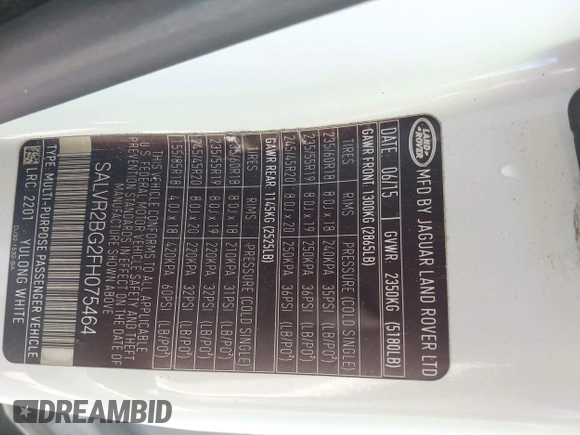 LAND
ROVER
MFD BY JAGUAR LAND ROVER LTD
DATE 06/15 GVWR 2350KG (5180LB)
GAWR FRONT 1300KG (2865LB)
TIRES RIMS PRESSURE (COLD SINGLE)
235/60R18 8.0J x 18 240KPA 35PSI (LB/PO²)
235/55R19 8.0J x 19 250KPA 36PSI (LB/PO²)
245/45R20 8.0J x 20 250KPA 36PSI (LB/PO²)
GAWR REAR 1145KG (2525LB)
TIRES RIMS PRESSURE (COLD SINGLE)
235/60R18 8.0J x 18 210KPA 31PSI (LB/PO²)
235/55R19 8.0J x 19 220KPA 32PSI (LB/PO²)
245/45R20 8.0J x 20 220KPA 32PSI (LB/PO²)
155/85R18 4.0J x 18 420KPA 60PSI (LB/PO²)
THIS VEHICLE CONFORMS TO ALL APPLICABLE
U S FEDERAL MOTOR VEHICLE SAFETY AND THEFT
PREVENTION STANDARDS IN EFFECT ON THE DATE OF
MANUFACTURE SHOWN ABOVE
SALVR2BG2FH075464
TYPE: MULTI-PURPOSE PASSENGER VEHICLE
LRC: 2201 YULONG WHITE
DREAMBID